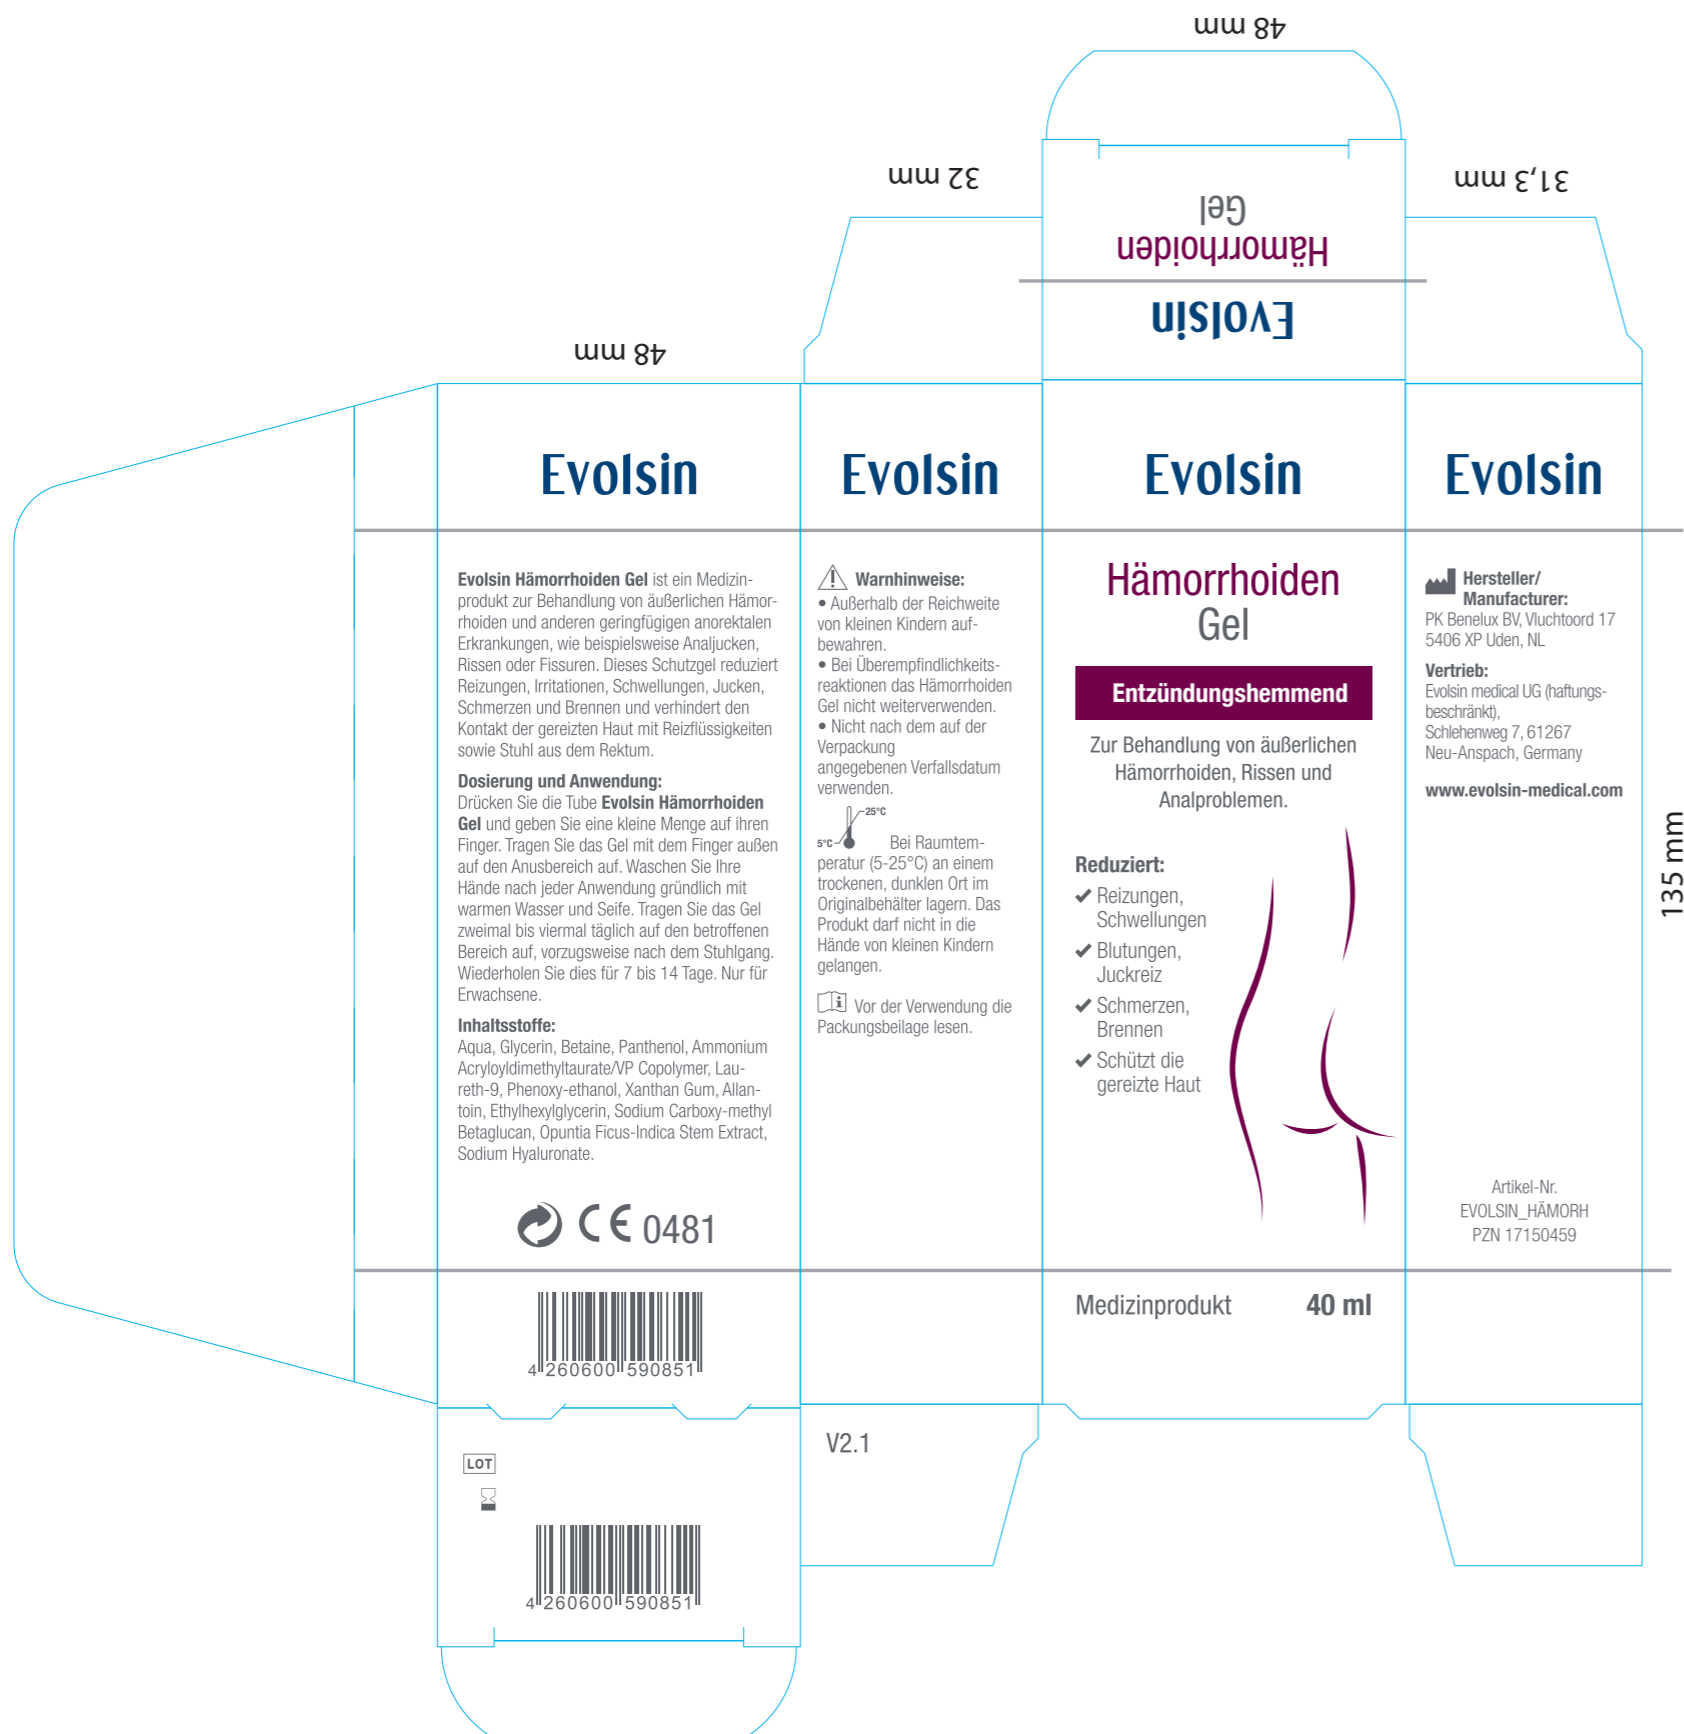 48 mm
32 mm
31,3 mm
Hämorrhoiden
Gel
Evolsin
48 mm
Evolsin
Evolsin Hämorrhoiden Gel ist ein Medizin-
produkt zur Behandlung von äußerlichen Hämor-
rhoiden und anderen geringfügigen anorektalen
Erkrankungen, wie beispielsweise Analjucken,
Rissen oder Fissuren. Dieses Schutzgel reduziert
Reizungen, Irritationen, Schwellungen, Jucken,
Schmerzen und Brennen und verhindert den
Kontakt der gereizten Haut mit Reizflüssigkeiten
sowie Stuhl aus dem Rektum.
Dosierung und Anwendung:
Drücken Sie die Tube Evolsin Hämorrhoiden
Gel und geben Sie eine kleine Menge auf ihren
Finger. Tragen Sie das Gel mit dem Finger außen
auf den Anusbereich auf. Waschen Sie Ihre
Hände nach jeder Anwendung gründlich mit
warmen Wasser und Seife. Tragen Sie das Gel
zweimal bis viermal täglich auf den betroffenen
Bereich auf, vorzugsweise nach dem Stuhlgang.
Wiederholen Sie dies für 7 bis 14 Tage. Nur für
Erwachsene.
Inhaltsstoffe:
Aqua, Glycerin, Betaine, Panthenol, Ammonium
Acryloyldimethyltaurate/VP Copolymer, Lau-
reth-9, Phenoxy-ethanol, Xanthan Gum, Allan-
toin, Ethylhexylglycerin, Sodium Carboxy-methyl
Betaglucan, Opuntia Ficus-Indica Stem Extract,
Sodium Hyaluronate.
CE 0481
4 260600 590851
LOT
4 260600 590851
Evolsin
Warnhinweise:
• Außerhalb der Reichweite
von kleinen Kindern auf-
bewahren.
• Bei Überempfindlichkeits-
reaktionen das Hämorrhoiden
Gel nicht weiterverwenden.
• Nicht nach dem auf der
Verpackung
angegebenen Verfallsdatum
verwenden.
25°C
5°C Bei Raumtem-
peratur (5-25°C) an einem
trockenen, dunklen Ort im
Originalbehälter lagern. Das
Produkt darf nicht in die
Hände von kleinen Kindern
gelangen.
Vor der Verwendung die
Packungsbeilage lesen.
V2.1
Evolsin
Hämorrhoiden
Gel
Entzündungshemmend
Zur Behandlung von äußerlichen
Hämorrhoiden, Rissen und
Analproblemen.
Reduziert:
✔ Reizungen,
Schwellungen
✔ Blutungen,
Juckreiz
✔ Schmerzen,
Brennen
✔ Schützt die
gereizte Haut
Medizinprodukt 40 ml
Evolsin
Hersteller/
Manufacturer:
PK Benelux BV, Vluchtoord 17
5406 XP Uden, NL
Vertrieb:
Evolsin medical UG (haftungs-
beschränkt),
Schlehenweg 7, 61267
Neu-Anspach, Germany
www.evolsin-medical.com
Artikel-Nr.
EVOLSIN_HÄMORH
PZN 17150459
135 mm